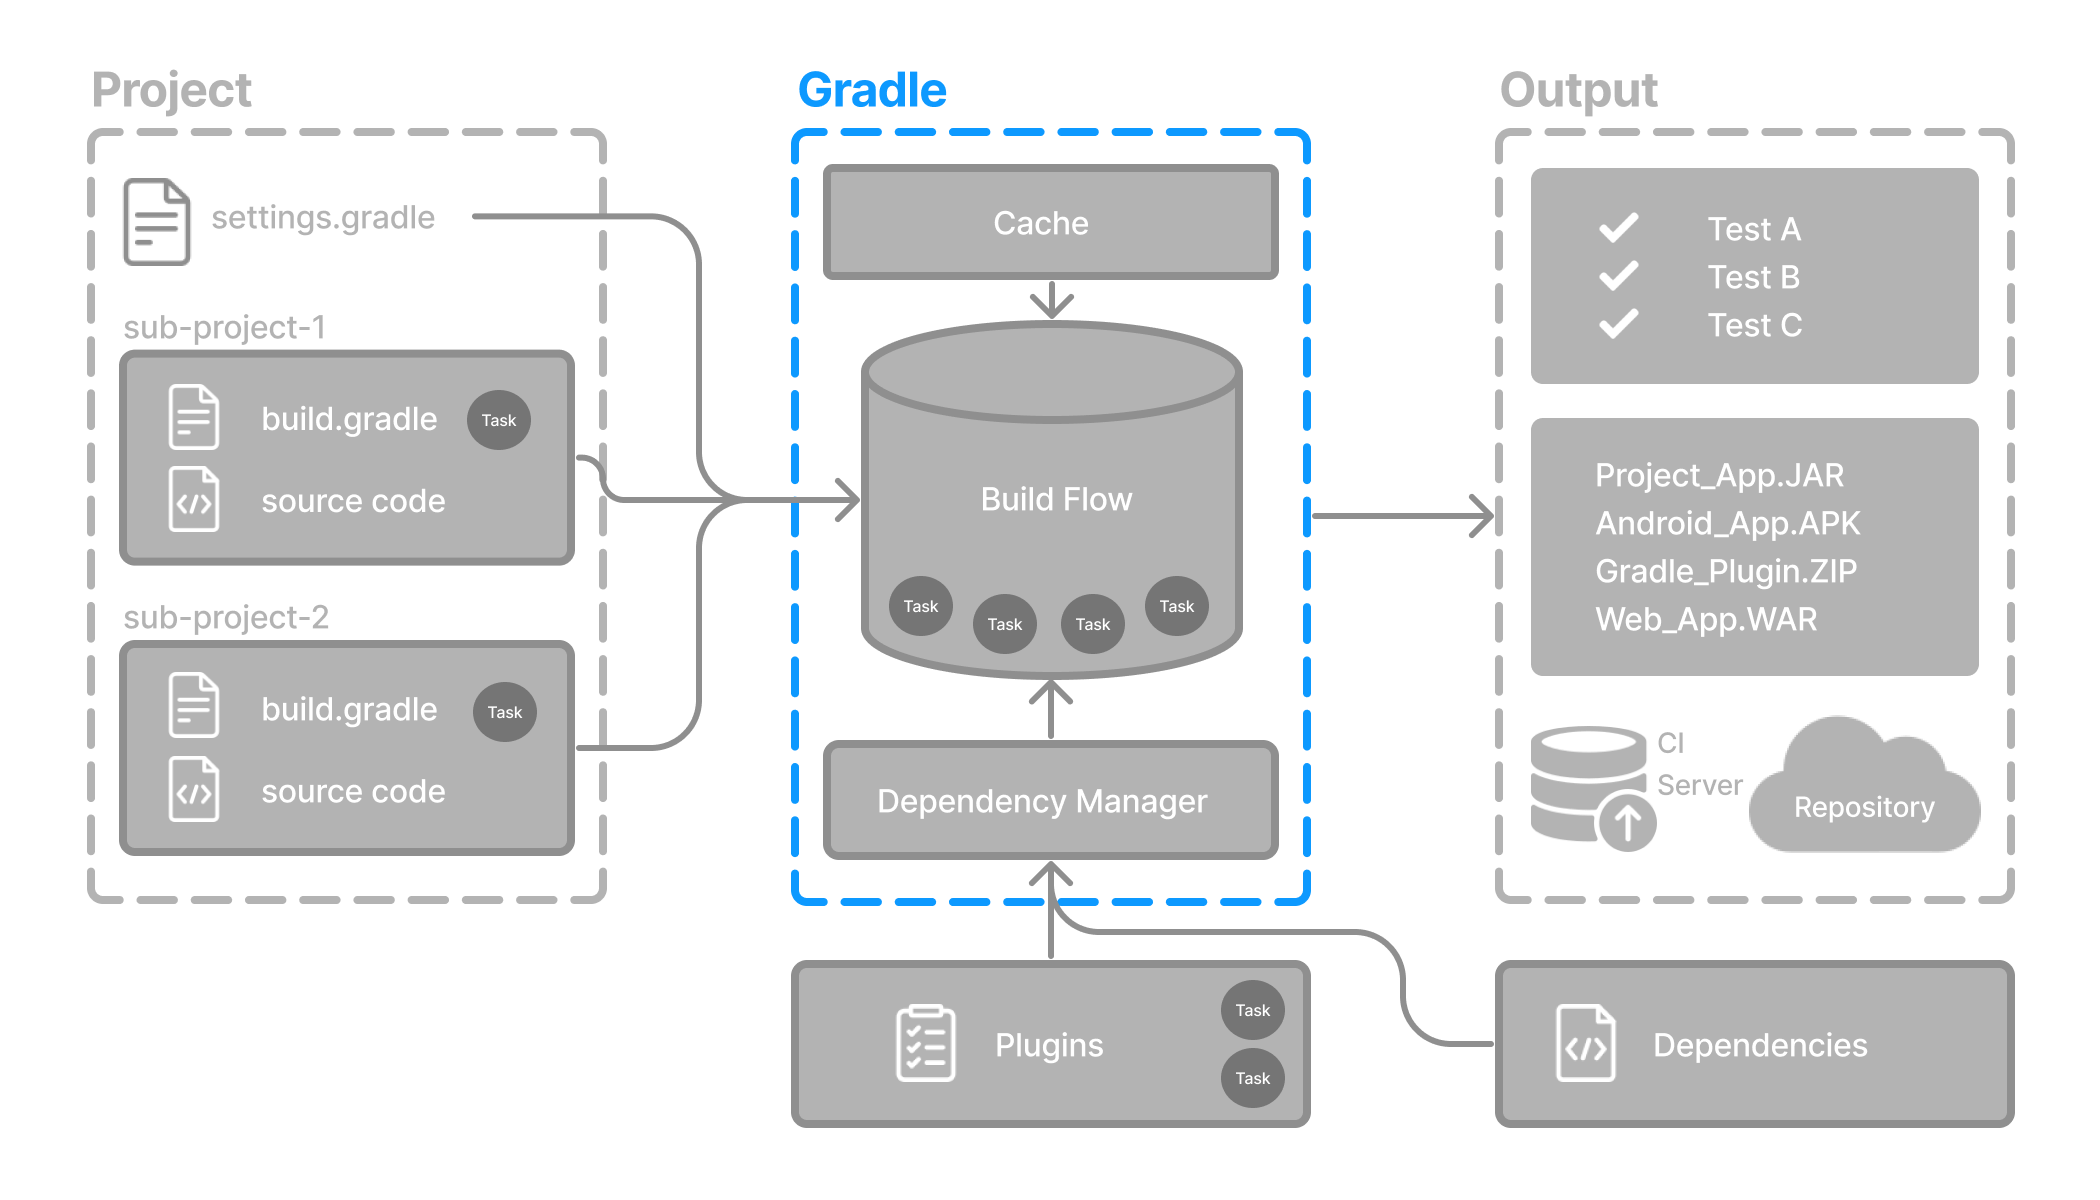 Project
settings.gradle
sub-project-1
build.gradle
Task
source code
sub-project-2
build.gradle
Task
source code
Gradle
Cache
Build Flow
Task
Task
Task
Task
Dependency Manager
Plugins
Task
Task
Output
Test A
Test B
Test C
Project_App.JAR
Android_App.APK
Gradle_Plugin.ZIP
Web_App.WAR
CI
Server
Repository
Dependencies